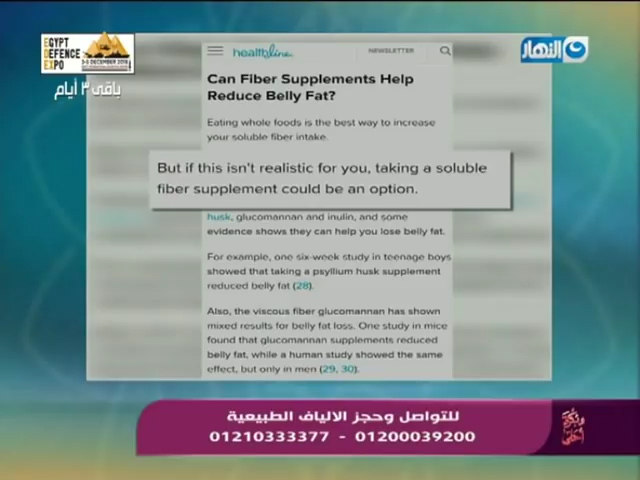 EGYPT
DEFENCE
EXPO
3-5 DECEMBER 2018
باقى ٣ أيام
النهار
healthline
NEWSLETTER
Can Fiber Supplements Help
Reduce Belly Fat?
Eating whole foods is the best way to increase
your soluble fiber intake.
But if this isn't realistic for you, taking a soluble
fiber supplement could be an option.
husk, glucomannan and inulin, and some
evidence shows they can help you lose belly fat.
For example, one six-week study in teenage boys
showed that taking a psyllium husk supplement
reduced belly fat (28).
Also, the viscous fiber glucomannan has shown
mixed results for belly fat loss. One study in mice
found that glucomannan supplements reduced
belly fat, while a human study showed the same
effect, but only in men (29, 30).
للتواصل وحجز الالياف الطبيعية
01210333377 - 01200039200
وبكرة
أحلى